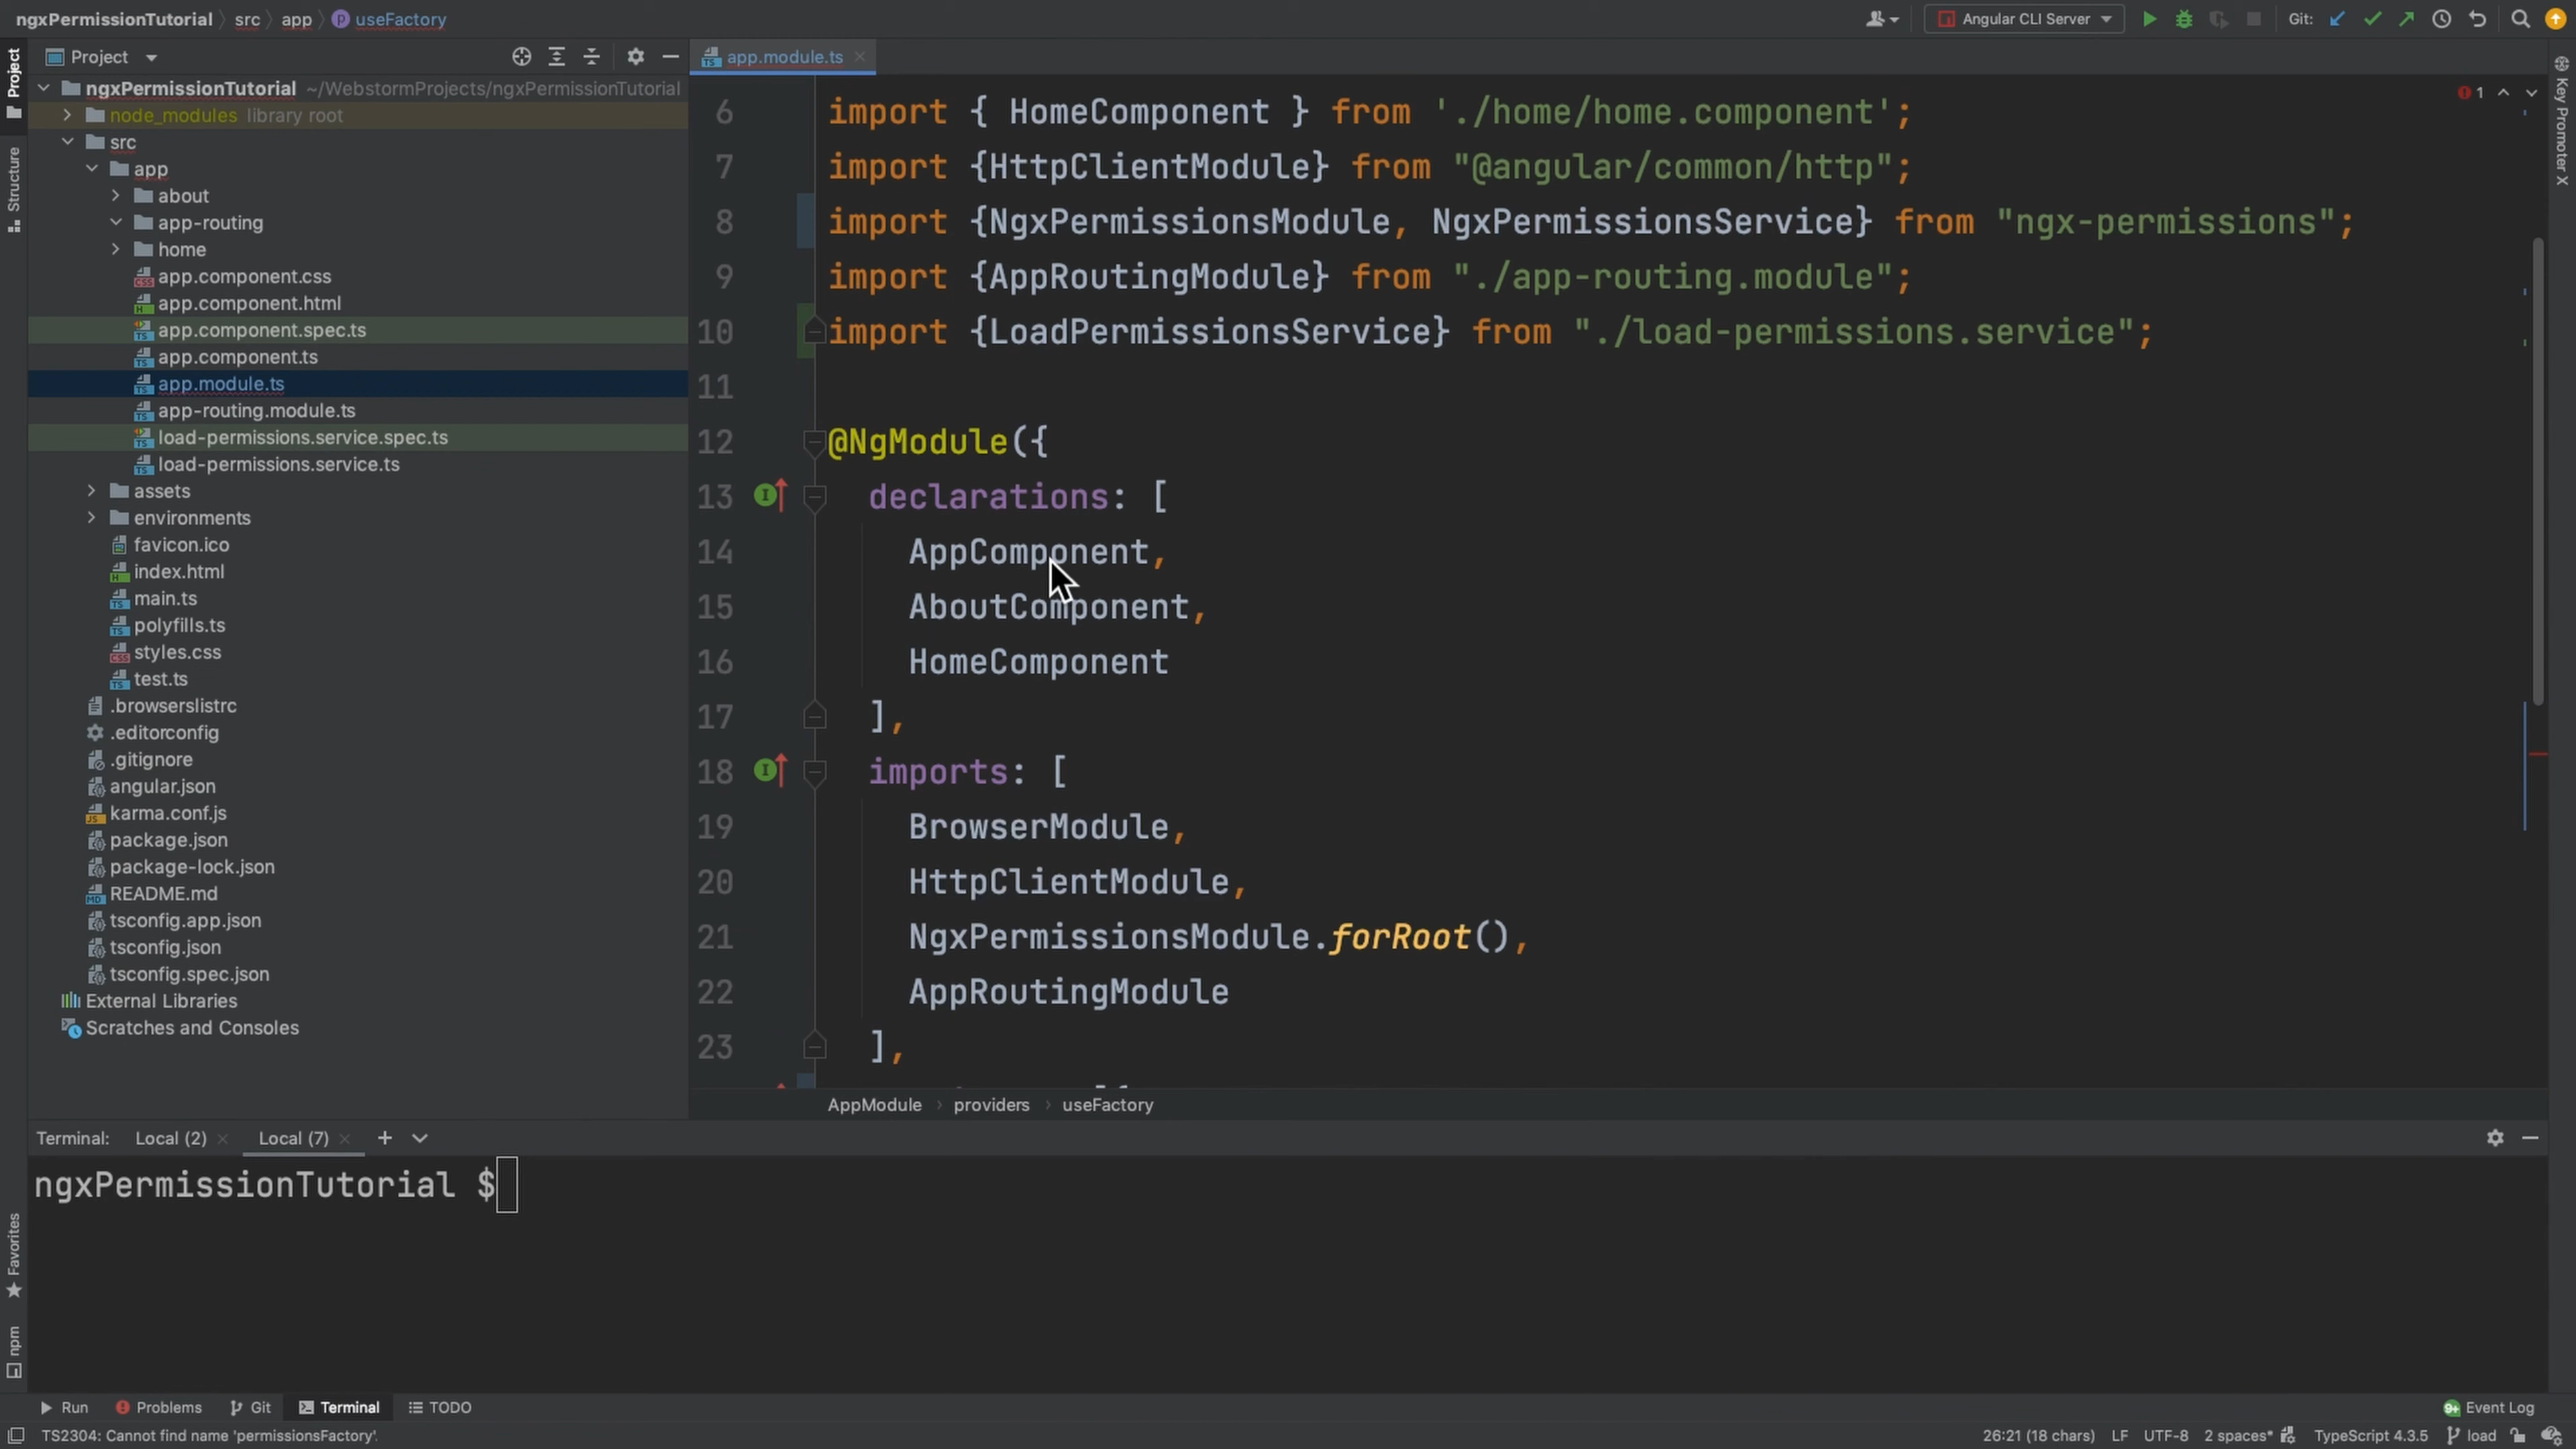 ngxPermissionTutorial src app useFactory
Angular CLI Server
Git:
Project
ngxPermissionTutorial ~/WebstormProjects/ngxPermissionTutorial
node_modules library root
src
app
about
app-routing
home
app.component.css
app.component.html
app.component.spec.ts
app.component.ts
app.module.ts
app-routing.module.ts
load-permissions.service.spec.ts
load-permissions.service.ts
assets
environments
favicon.ico
index.html
main.ts
polyfills.ts
styles.css
test.ts
.browserslistrc
.editorconfig
.gitignore
angular.json
karma.conf.js
package.json
package-lock.json
README.md
tsconfig.app.json
tsconfig.json
tsconfig.spec.json
External Libraries
Scratches and Consoles
Project
Structure
Favorites
npm
app.module.ts
1
6 import { HomeComponent } from './home/home.component';
7 import {HttpClientModule} from "@angular/common/http";
8 import {NgxPermissionsModule, NgxPermissionsService} from "ngx-permissions";
9 import {AppRoutingModule} from "./app-routing.module";
10 import {LoadPermissionsService} from "./load-permissions.service";
11
12 @NgModule({
13 declarations: [
14 AppComponent,
15 AboutComponent,
16 HomeComponent
17 ],
18 imports: [
19 BrowserModule,
20 HttpClientModule,
21 NgxPermissionsModule.forRoot(),
22 AppRoutingModule
23 ],
AppModule providers useFactory
Key Promoter X
Terminal: Local (2) Local (7)
ngxPermissionTutorial $
Run Problems Git Terminal TODO
9+ Event Log
TS2304: Cannot find name 'permissionsFactory'.
26:21 (18 chars) LF UTF-8 2 spaces* TypeScript 4.3.5 load